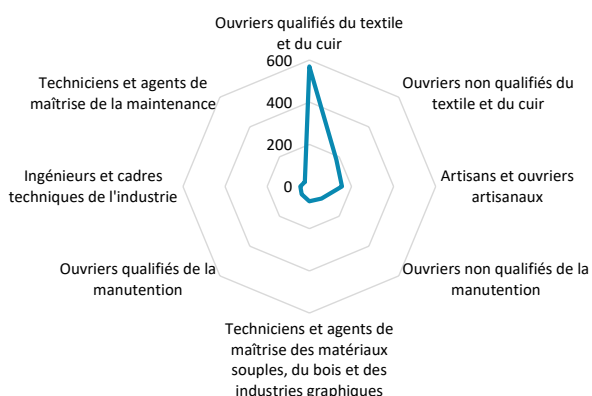 Ouvriers qualifiés du textile
et du cuir
600
400
200
0
Techniciens et agents de
maîtrise de la maintenance
Ouvriers non qualifiés du
textile et du cuir
Ingénieurs et cadres
techniques de l'industrie
Artisans et ouvriers
artisanaux
Ouvriers qualifiés de la
manutention
Ouvriers non qualifiés de la
manutention
Techniciens et agents de
maîtrise des matériaux
souples, du bois et des
industries graphiques